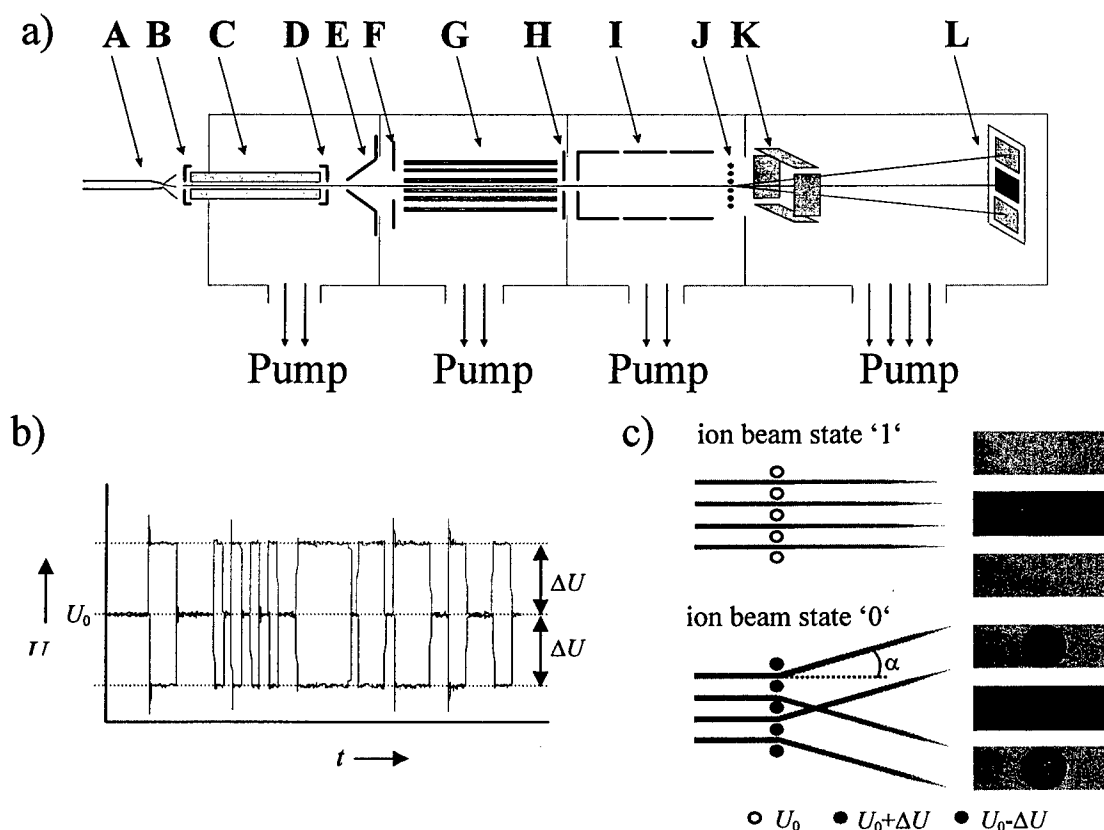 a)
A B C D E F G H I J K L
Pump Pump Pump Pump
b)
U
U₀
ΔU
ΔU
t
c)
ion beam state ‘1‘
ion beam state ‘0‘
α
U₀ U₀+ΔU U₀-ΔU